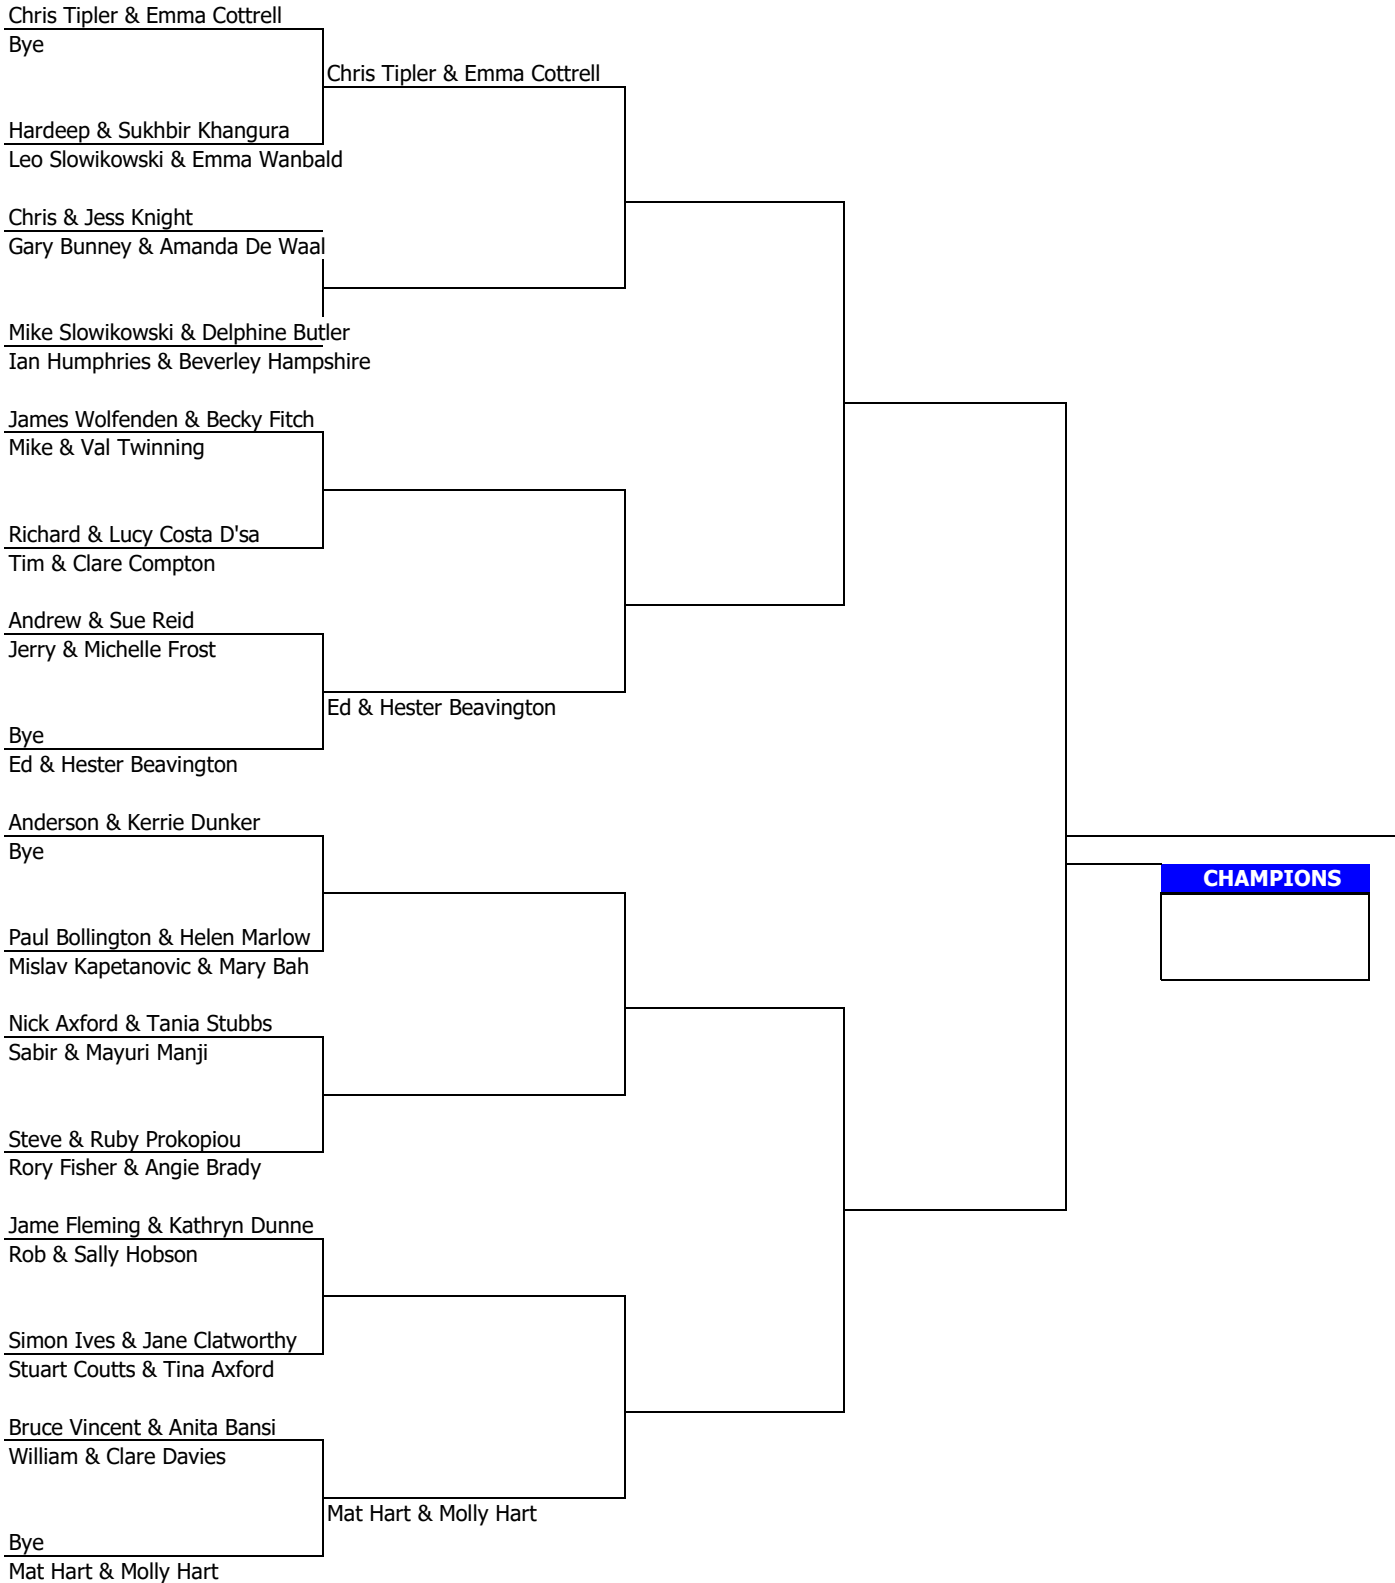 Chris Tipler & Emma Cottrell
Bye
Chris Tipler & Emma Cottrell
Hardeep & Sukhbir Khangura
Leo Slowikowski & Emma Wanbald
Chris & Jess Knight
Gary Bunney & Amanda De Waal
Mike Slowikowski & Delphine Butler
Ian Humphries & Beverley Hampshire
James Wolfenden & Becky Fitch
Mike & Val Twinning
Richard & Lucy Costa D'sa
Tim & Clare Compton
Andrew & Sue Reid
Jerry & Michelle Frost
Ed & Hester Beavington
Bye
Ed & Hester Beavington
Anderson & Kerrie Dunker
Bye
CHAMPIONS
Paul Bollington & Helen Marlow
Mislav Kapetanovic & Mary Bah
Nick Axford & Tania Stubbs
Sabir & Mayuri Manji
Steve & Ruby Prokopiou
Rory Fisher & Angie Brady
Jame Fleming & Kathryn Dunne
Rob & Sally Hobson
Simon Ives & Jane Clatworthy
Stuart Coutts & Tina Axford
Bruce Vincent & Anita Bansi
William & Clare Davies
Mat Hart & Molly Hart
Bye
Mat Hart & Molly Hart